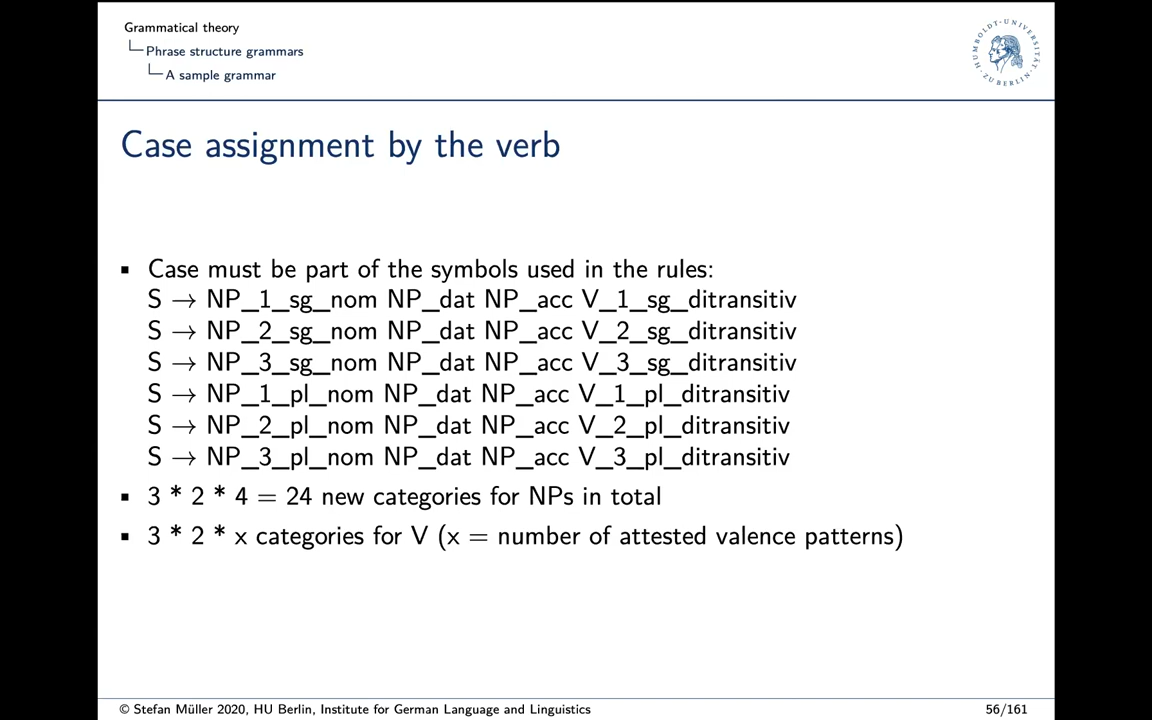 Grammatical theory
Phrase structure grammars
A sample grammar
HUMBOLDT-UNIVERSITÄT
ZU BERLIN
Case assignment by the verb
▪ Case must be part of the symbols used in the rules:
S → NP_1_sg_nom NP_dat NP_acc V_1_sg_ditransitiv
S → NP_2_sg_nom NP_dat NP_acc V_2_sg_ditransitiv
S → NP_3_sg_nom NP_dat NP_acc V_3_sg_ditransitiv
S → NP_1_pl_nom NP_dat NP_acc V_1_pl_ditransitiv
S → NP_2_pl_nom NP_dat NP_acc V_2_pl_ditransitiv
S → NP_3_pl_nom NP_dat NP_acc V_3_pl_ditransitiv
▪ 3 * 2 * 4 = 24 new categories for NPs in total
▪ 3 * 2 * x categories for V (x = number of attested valence patterns)
© Stefan Müller 2020, HU Berlin, Institute for German Language and Linguistics 56/161